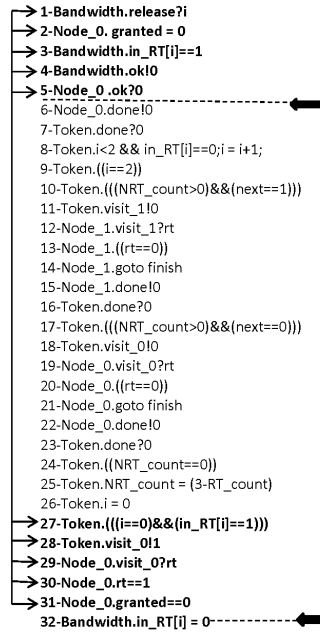 1-Bandwidth.release?i
2-Node_0. granted = 0
3-Bandwidth.in_RT[i]==1
4-Bandwidth.ok!0
5-Node_0 .ok?0
6-Node_0.done!0
7-Token.done?0
8-Token.i<2 && in_RT[i]==0;i = i+1;
9-Token.((i==2))
10-Token.(((NRT_count>0)&&(next==1)))
11-Token.visit_1!0
12-Node_1.visit_1?rt
13-Node_1.((rt==0))
14-Node_1.goto finish
15-Node_1.done!0
16-Token.done?0
17-Token.(((NRT_count>0)&&(next==0)))
18-Token.visit_0!0
19-Node_0.visit_0?rt
20-Node_0.((rt==0))
21-Node_0.goto finish
22-Node_0.done!0
23-Token.done?0
24-Token.((NRT_count==0))
25-Token.NRT_count = (3-RT_count)
26-Token.i = 0
27-Token.(((i==0)&&(in_RT[i]==1)))
28-Token.visit_0!1
29-Node_0.visit_0?rt
30-Node_0.rt==1
31-Node_0.granted==0
32-Bandwidth.in_RT[i] = 0